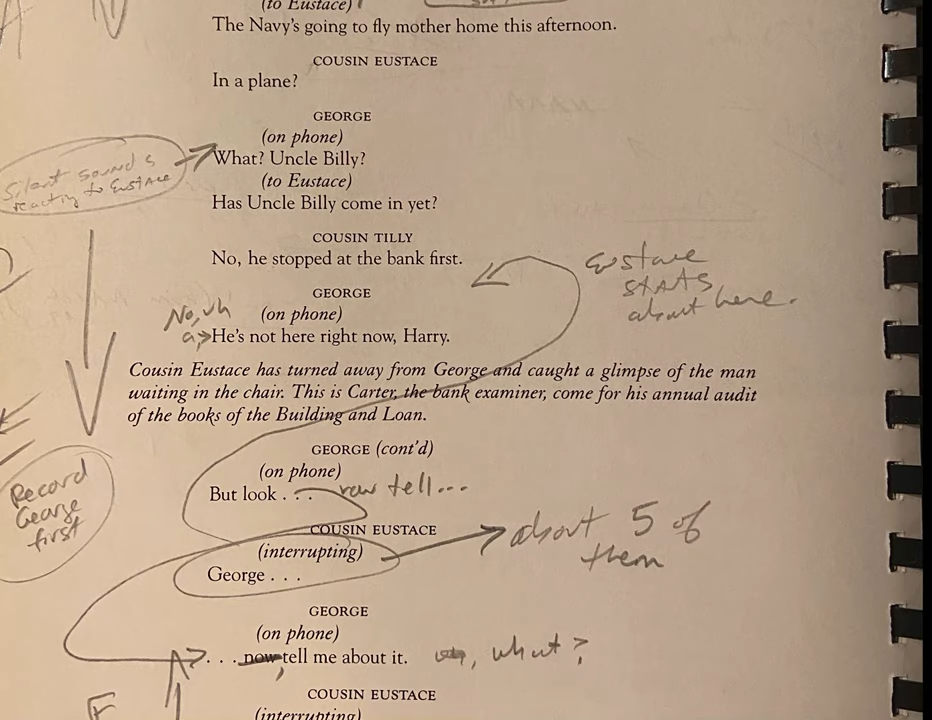 (to Eustace)
The Navy's going to fly mother home this afternoon.
COUSIN EUSTACE
In a plane?
GEORGE
(on phone)
What? Uncle Billy?
Silent sounds
reacting to Eustace
(to Eustace)
Has Uncle Billy come in yet?
COUSIN TILLY
No, he stopped at the bank first.
Eustace
starts
about here.
GEORGE
No, uh
(on phone)
He's not here right now, Harry.
Cousin Eustace has turned away from George and caught a glimpse of the man
waiting in the chair. This is Carter, the bank examiner, come for his annual audit
of the books of the Building and Loan.
GEORGE (cont'd)
(on phone)
But look . . . now tell...
Record
George
first
COUSIN EUSTACE
(interrupting)
George . . .
about 5 of
them
GEORGE
(on phone)
. . . now tell me about it.
, what?
COUSIN EUSTACE
(interrupting)